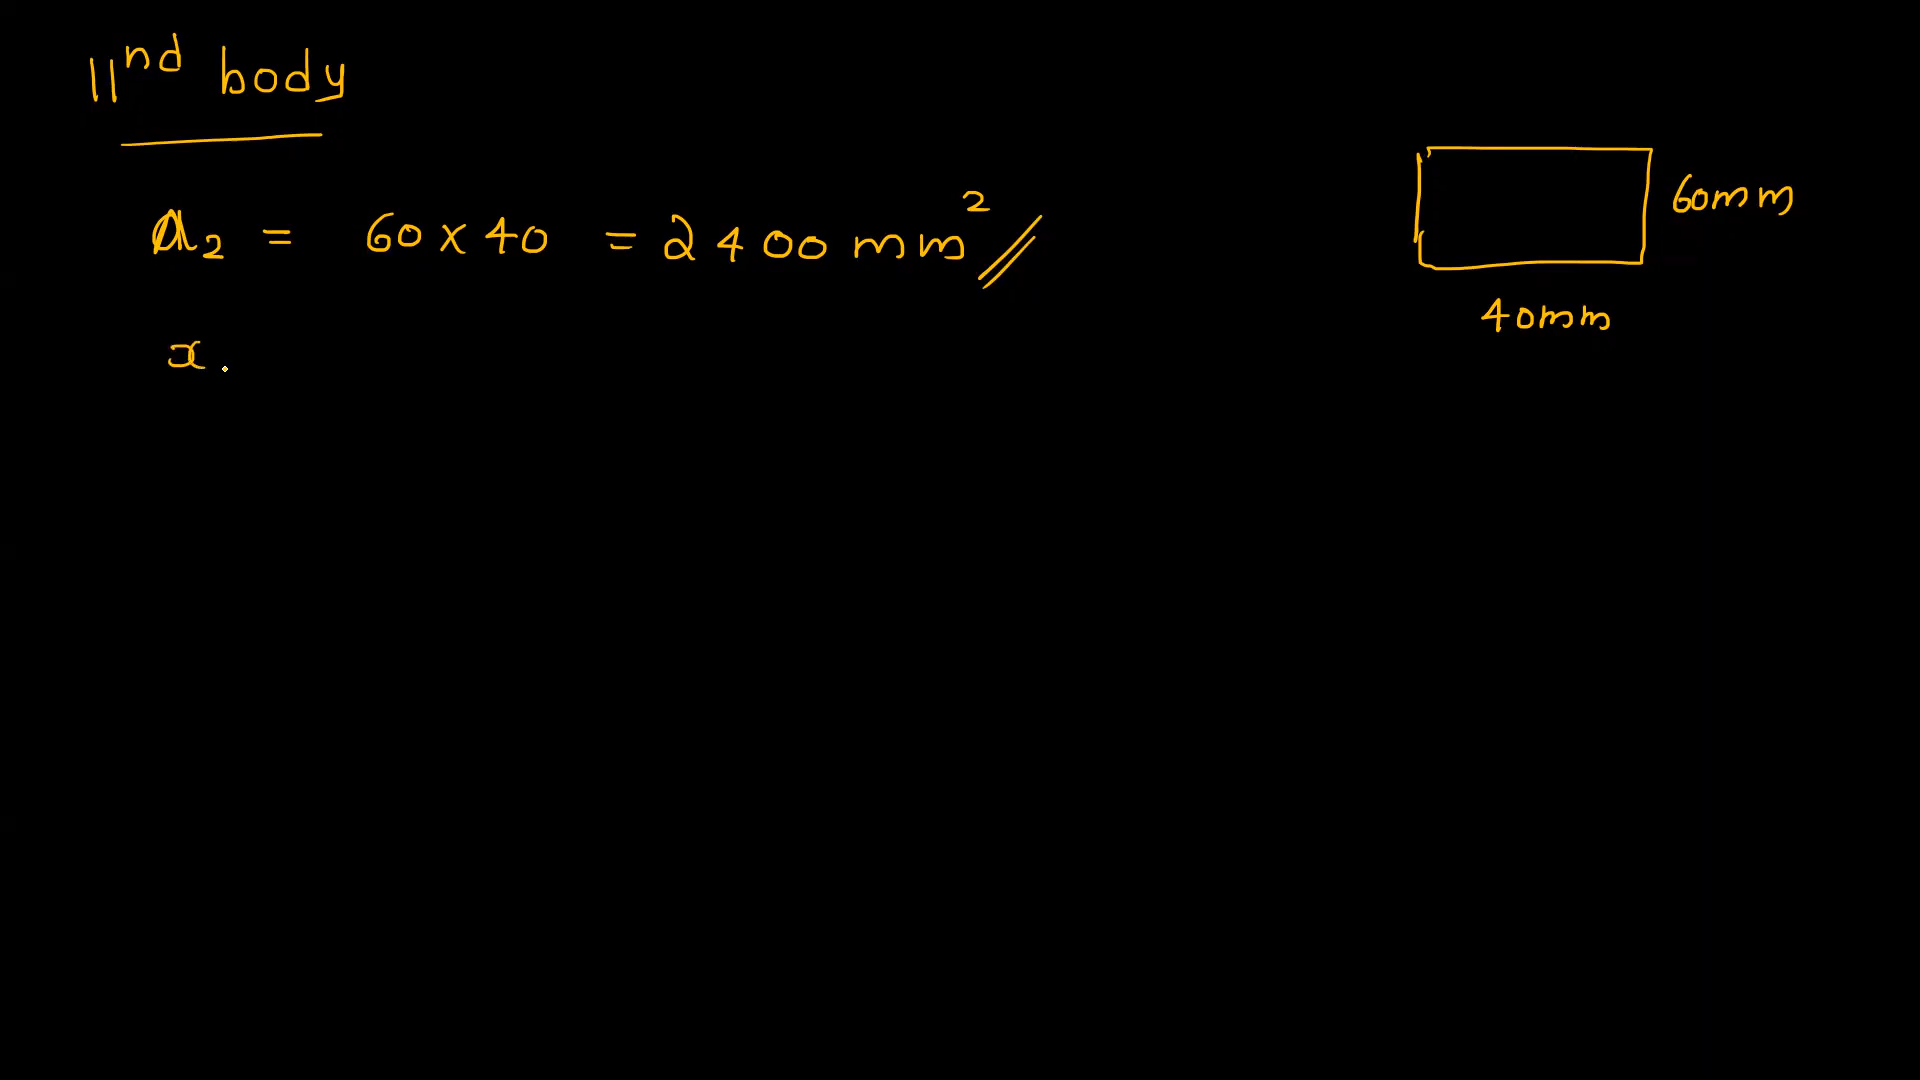 IInd body
60mm
a₂ = 60 x 40 = 2400 mm²
40mm
x